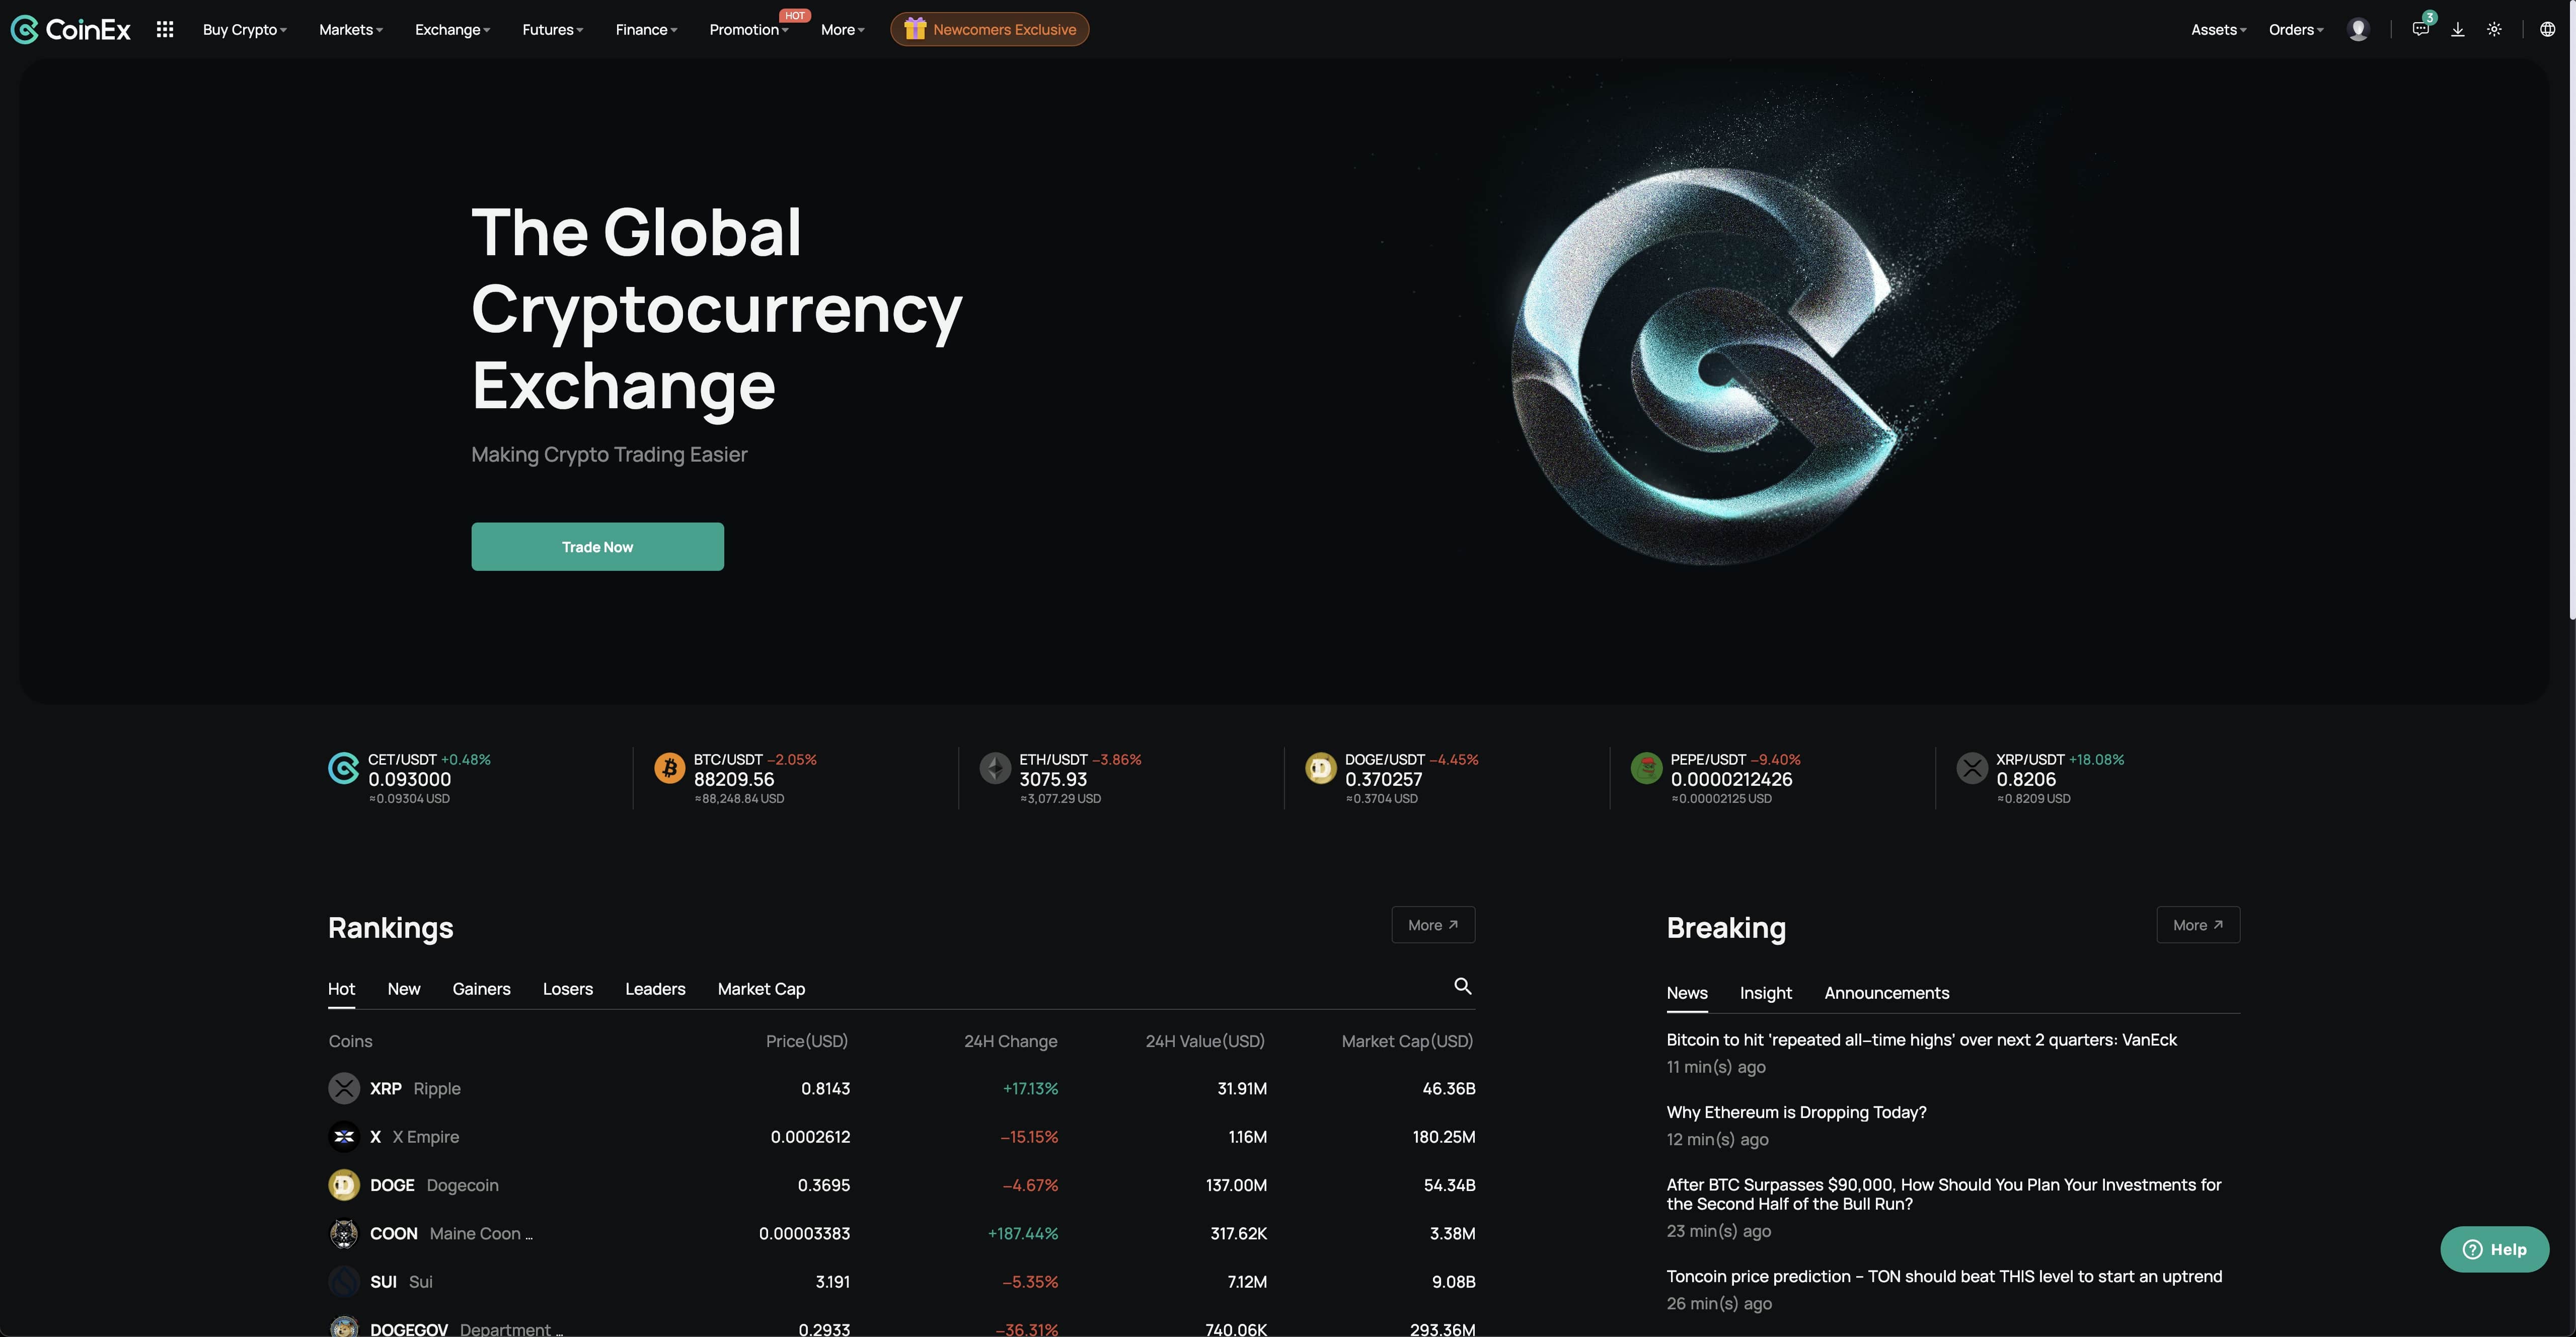 CoinEx
Buy Crypto
Markets
Exchange
Futures
Finance
Promotion
HOT
More
Newcomers Exclusive
Assets
Orders
3
The Global
Cryptocurrency
Exchange
Making Crypto Trading Easier
Trade Now
CET/USDT +0.48%
0.093000
≈0.09304 USD
BTC/USDT –2.05%
88209.56
≈88,248.84 USD
ETH/USDT –3.86%
3075.93
≈3,077.29 USD
DOGE/USDT –4.45%
0.370257
≈0.3704 USD
PEPE/USDT –9.40%
0.0000212426
≈0.00002125 USD
XRP/USDT +18.08%
0.8206
≈0.8209 USD
Rankings
More
Hot New Gainers Losers Leaders Market Cap
Coins Price(USD) 24H Change 24H Value(USD) Market Cap(USD)
XRP Ripple 0.8143 +17.13% 31.91M 46.36B
X X Empire 0.0002612 –15.15% 1.16M 180.25M
DOGE Dogecoin 0.3695 –4.67% 137.00M 54.34B
COON Maine Coon ... 0.00003383 +187.44% 317.62K 3.38M
SUI Sui 3.191 –5.35% 7.12M 9.08B
DOGEGOV Department ... 0.2933 –36.31% 740.06K 293.36M
Breaking
More
News Insight Announcements
Bitcoin to hit ‘repeated all–time highs’ over next 2 quarters: VanEck
11 min(s) ago
Why Ethereum is Dropping Today?
12 min(s) ago
After BTC Surpasses $90,000, How Should You Plan Your Investments for
the Second Half of the Bull Run?
23 min(s) ago
Toncoin price prediction – TON should beat THIS level to start an uptrend
26 min(s) ago
Help